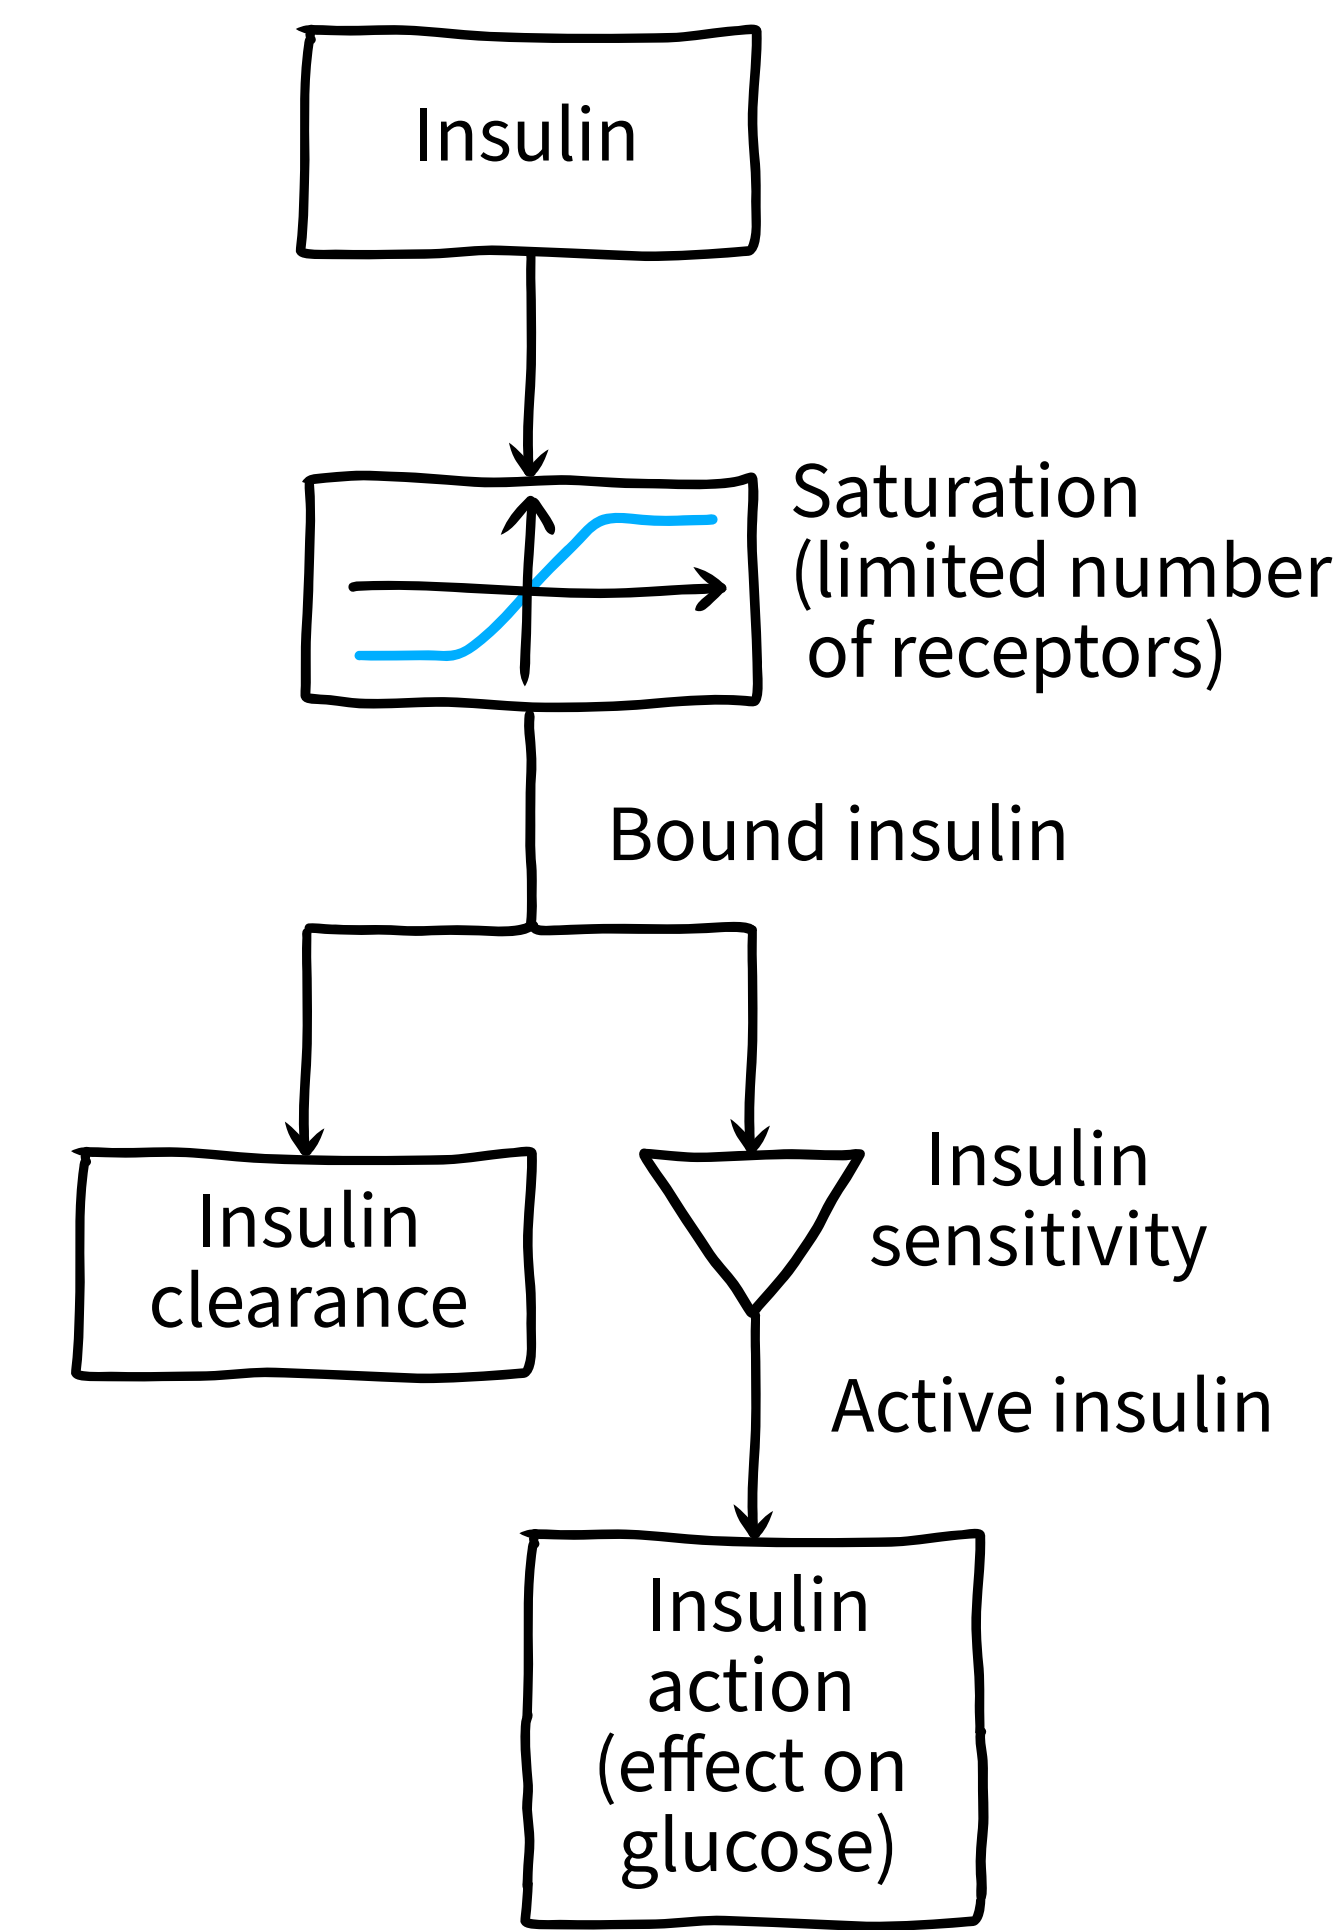 Insulin
Saturation
(limited number
of receptors)
Bound insulin
Insulin
clearance
Insulin
sensitivity
Active insulin
Insulin
action
(effect on
glucose)